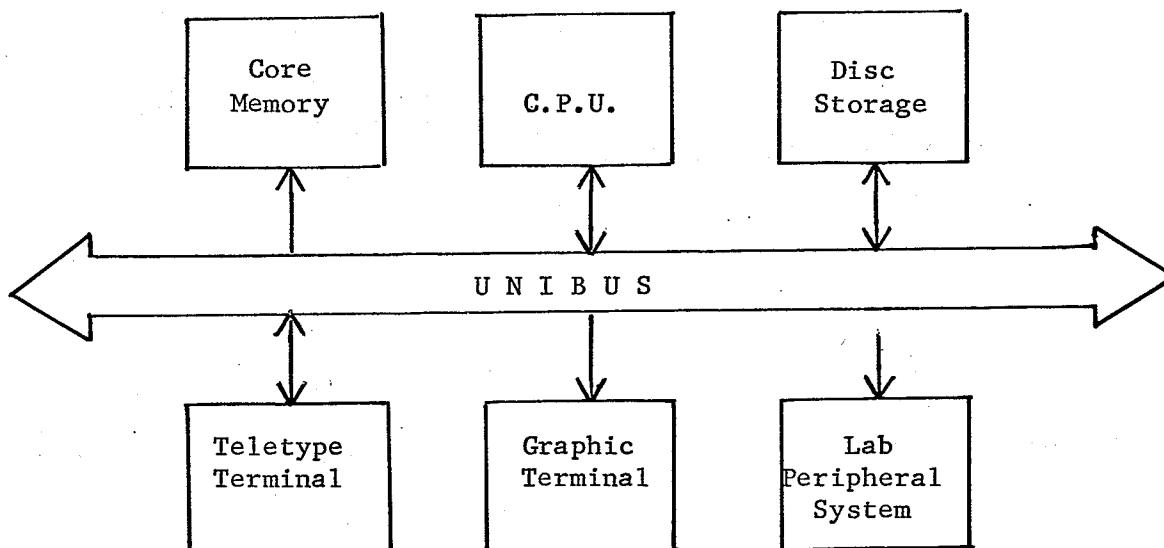 Core
Memory
C.P.U.
Disc
Storage
U N I B U S
Teletype
Terminal
Graphic
Terminal
Lab
Peripheral
System